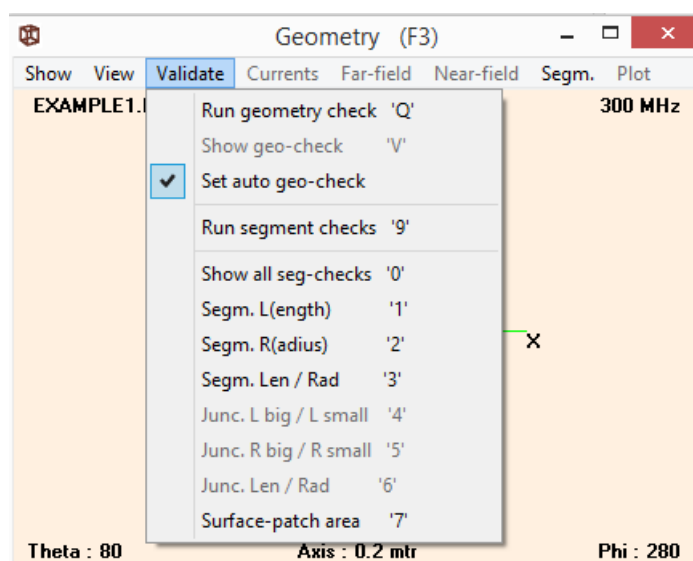 Geometry (F3)
Show View Validate Currents Far-field Near-field Segm. Plot
EXAMPLE1. 300 MHz
Run geometry check 'Q'
Show geo-check 'V'
Set auto geo-check
Run segment checks '9'
Show all seg-checks '0'
Segm. L(ength) '1'
Segm. R(adius) '2'
X
Segm. Len / Rad '3'
Junc. L big / L small '4'
Junc. R big / R small '5'
Junc. Len / Rad '6'
Surface-patch area '7'
Theta : 80 Axis : 0.2 mtr Phi : 280